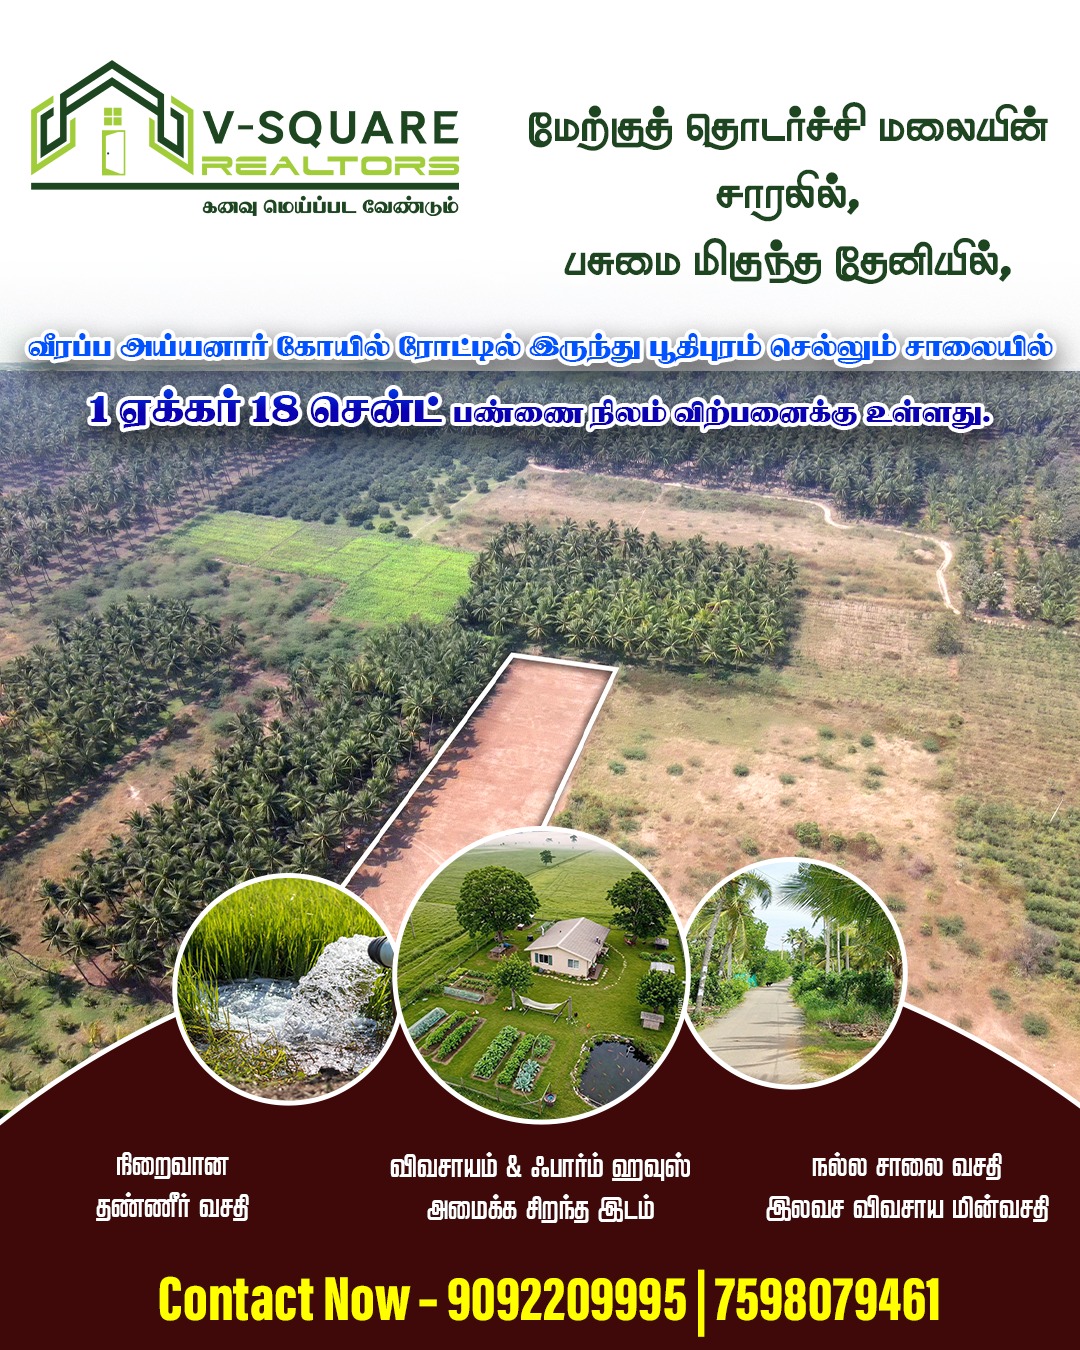 V-SQUARE
REALTORS
கனவு மெய்ப்பட வேண்டும்
மேற்குத் தொடர்ச்சி மலையின்
சாரலில்,
பசுமை மிகுந்த தேனியில்,
வீரப்ப அய்யனார் கோயில் ரோட்டில் இருந்து பூதிபுரம் செல்லும் சாலையில்
1 ஏக்கர் 18 சென்ட் பண்ணை நிலம் விற்பனைக்கு உள்ளது.
நிறைவான
தண்ணீர் வசதி
விவசாயம் & ஃபார்ம் ஹவுஸ்
அமைக்க சிறந்த இடம்
நல்ல சாலை வசதி
இலவச விவசாய மின்வசதி
Contact Now - 9092209995 | 7598079461